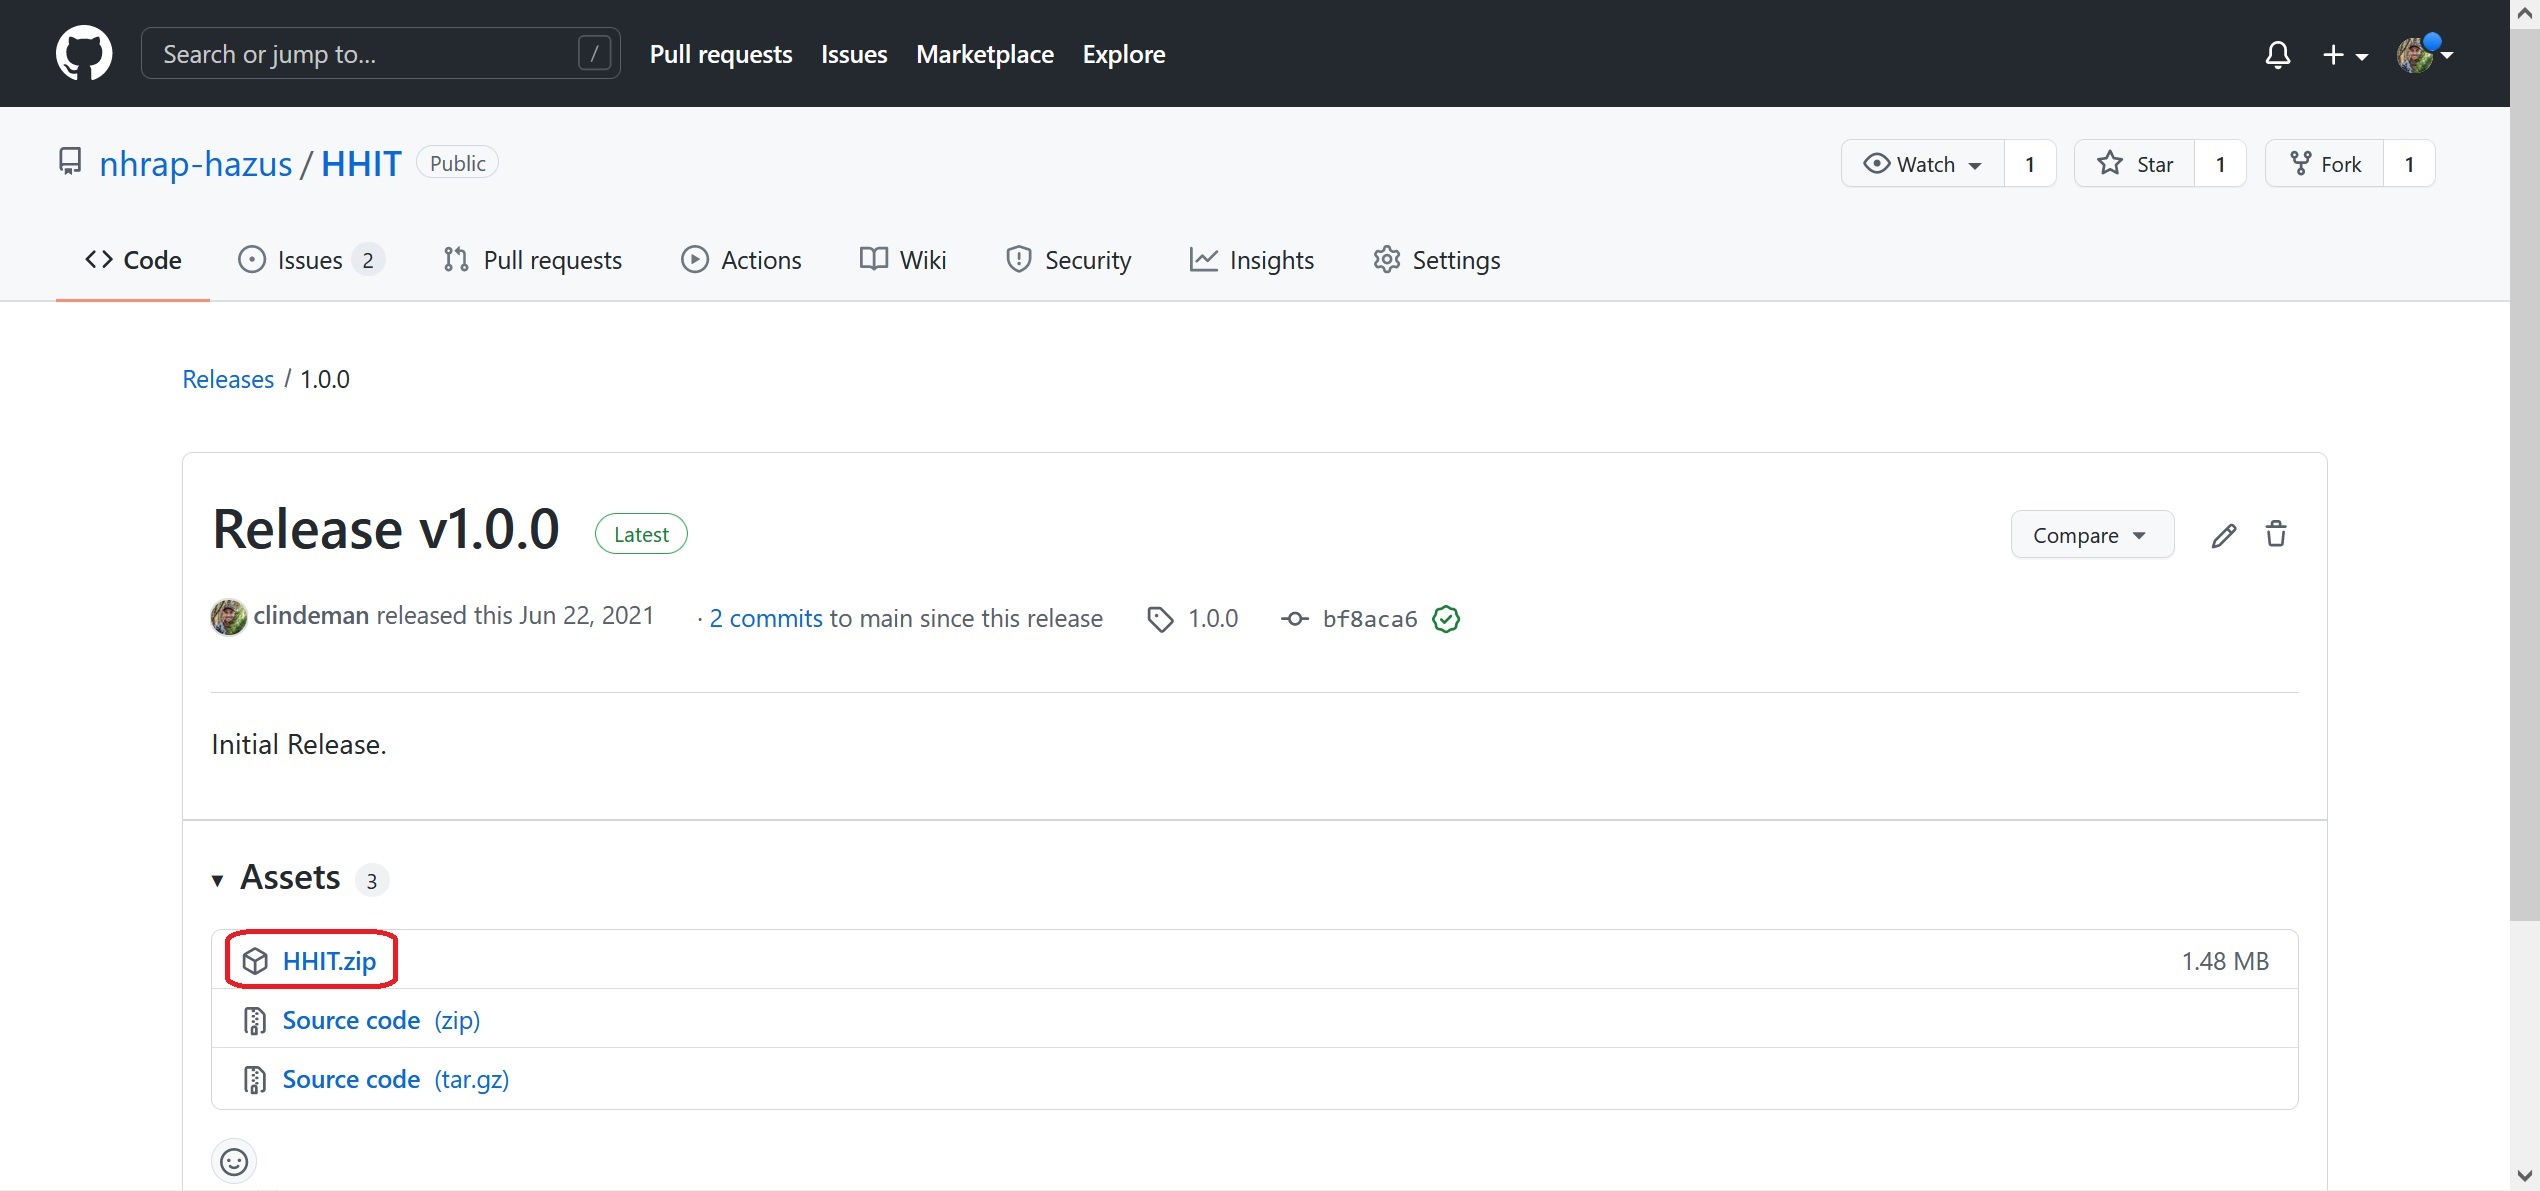 Search or jump to... / Pull requests Issues Marketplace Explore
nhrap-hazus / HHIT Public Watch 1 Star 1 Fork 1
Code Issues 2 Pull requests Actions Wiki Security Insights Settings
Releases / 1.0.0
Release v1.0.0 Latest Compare
clindeman released this Jun 22, 2021 · 2 commits to main since this release 1.0.0 bf8aca6
Initial Release.
Assets 3
HHIT.zip 1.48 MB
Source code (zip)
Source code (tar.gz)